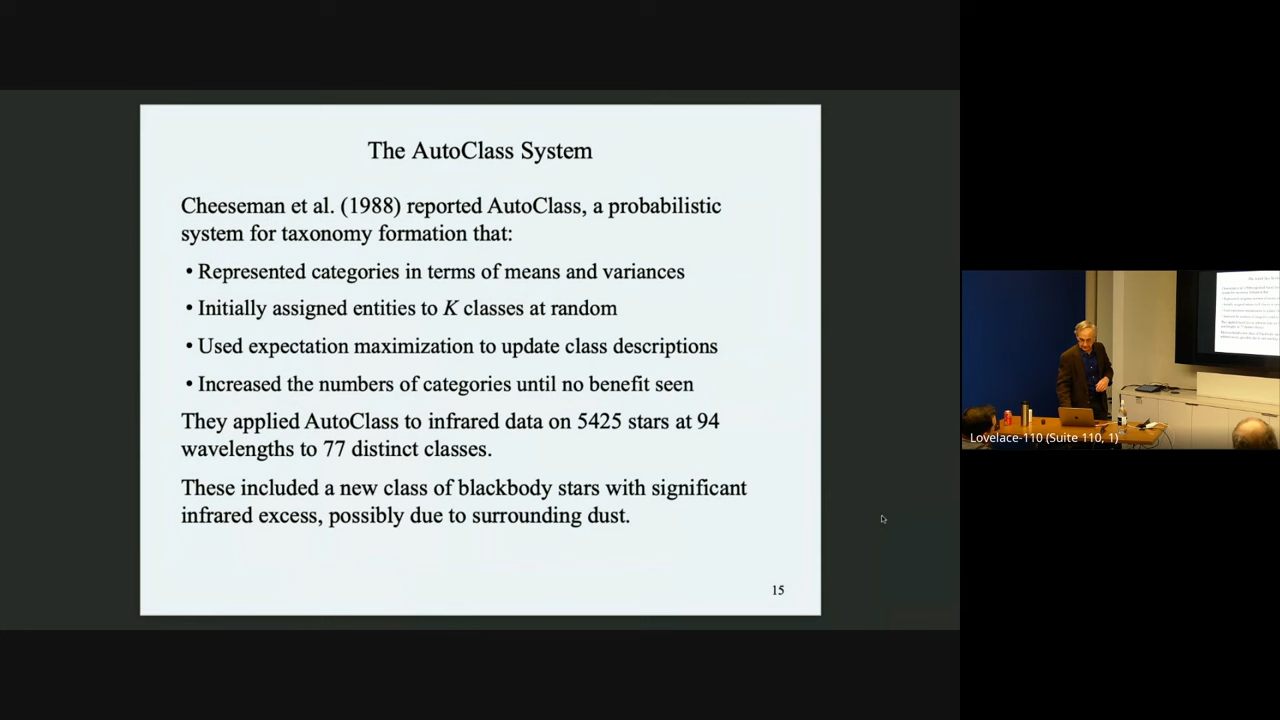 The AutoClass System
Cheeseman et al. (1988) reported AutoClass, a probabilistic
system for taxonomy formation that:
• Represented categories in terms of means and variances
• Initially assigned entities to K classes at random
• Used expectation maximization to update class descriptions
• Increased the numbers of categories until no benefit seen
They applied AutoClass to infrared data on 5425 stars at 94
wavelengths to 77 distinct classes.
These included a new class of blackbody stars with significant
infrared excess, possibly due to surrounding dust.
15
Lovelace-110 (Suite 110, 1)